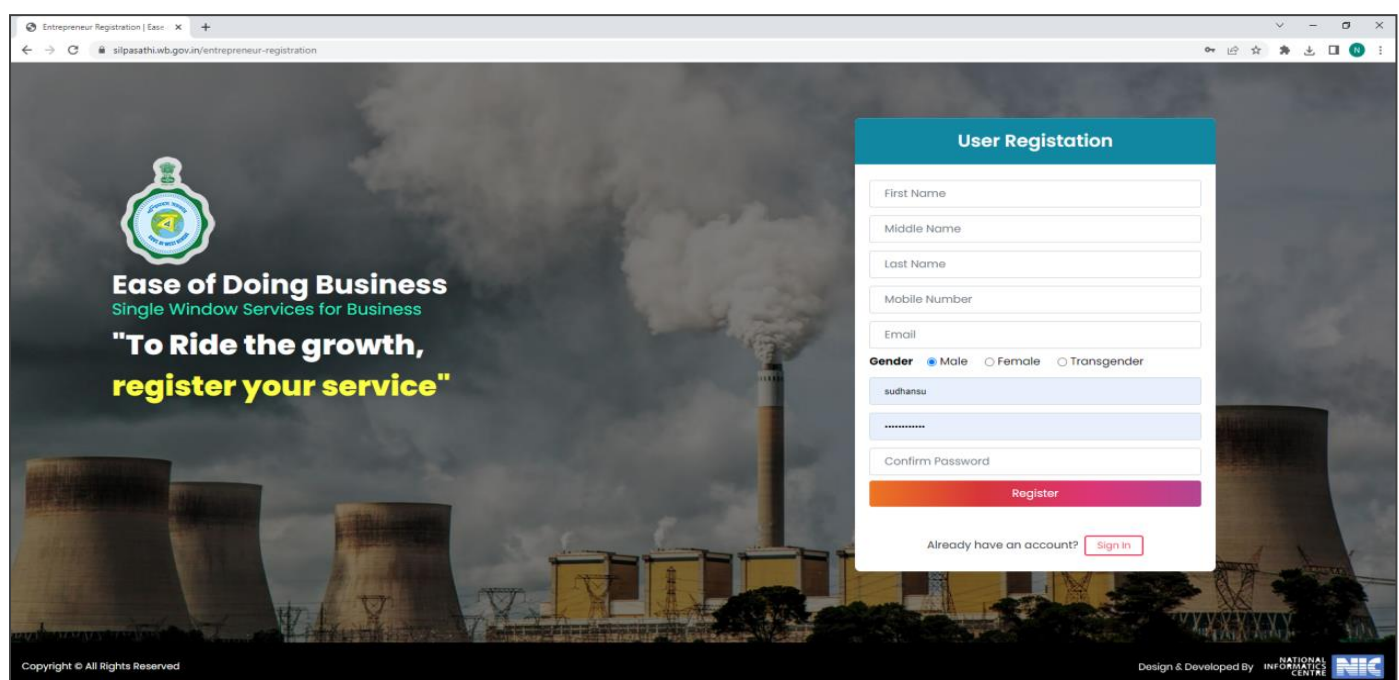 Entrepreneur Registration | Ease
silpasathi.wb.gov.in/entrepreneur-registration
N
Ease of Doing Business
Single Window Services for Business
"To Ride the growth,
register your service"
User Registation
First Name
Middle Name
Last Name
Mobile Number
Email
Gender Male Female Transgender
sudhansu
••••••••••••
Confirm Password
Register
Already have an account? Sign In
Copyright © All Rights Reserved
Design & Developed By NATIONAL INFORMATICS CENTRE NIC